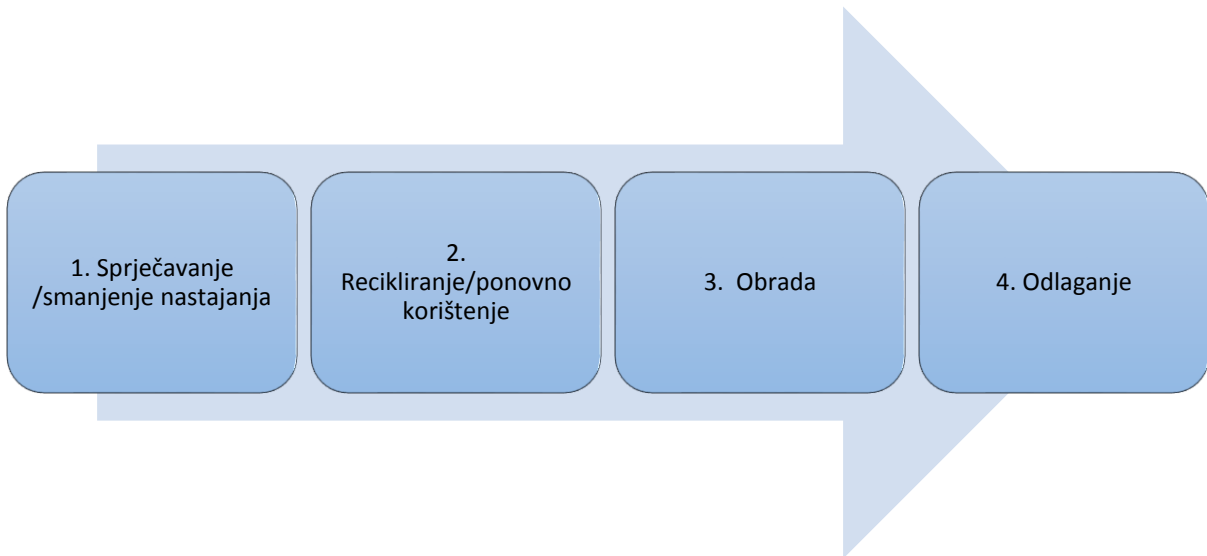 1. Sprječavanje
/smanjenje nastajanja
2.
Recikliranje/ponovno
korištenje
3.  Obrada
4. Odlaganje